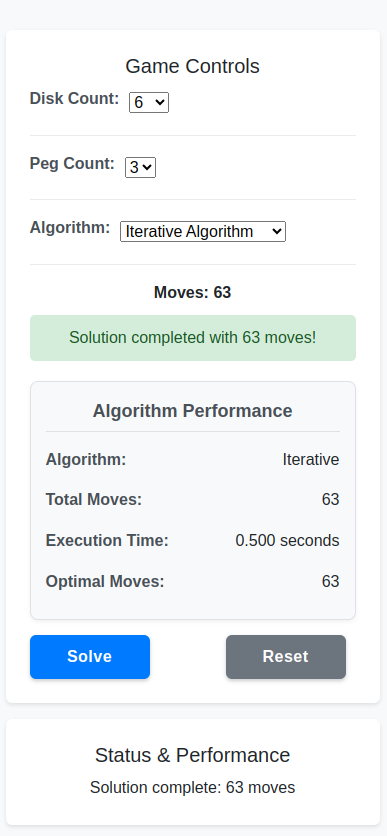 Game Controls
Disk Count: 6
Peg Count: 3
Algorithm: Iterative Algorithm
Moves: 63
Solution completed with 63 moves!
Algorithm Performance
Algorithm: Iterative
Total Moves: 63
Execution Time: 0.500 seconds
Optimal Moves: 63
Solve Reset
Status & Performance
Solution complete: 63 moves